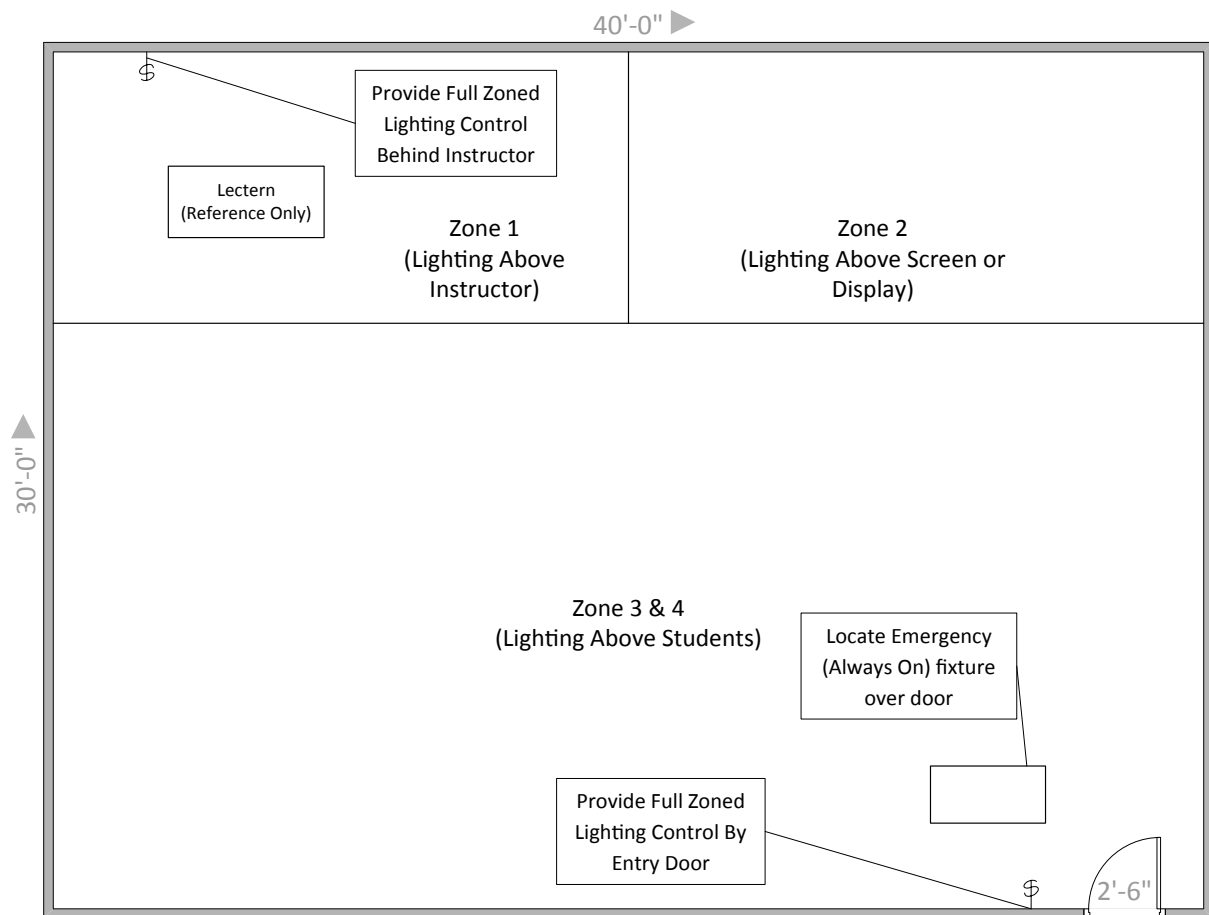 40'-0"
Provide Full Zoned
Lighting Control
Behind Instructor
Lectern
(Reference Only)
Zone 1
(Lighting Above
Instructor)
Zone 2
(Lighting Above Screen or
Display)
30'-0"
Zone 3 & 4
(Lighting Above Students)
Locate Emergency
(Always On) fixture
over door
Provide Full Zoned
Lighting Control By
Entry Door
2'-6"